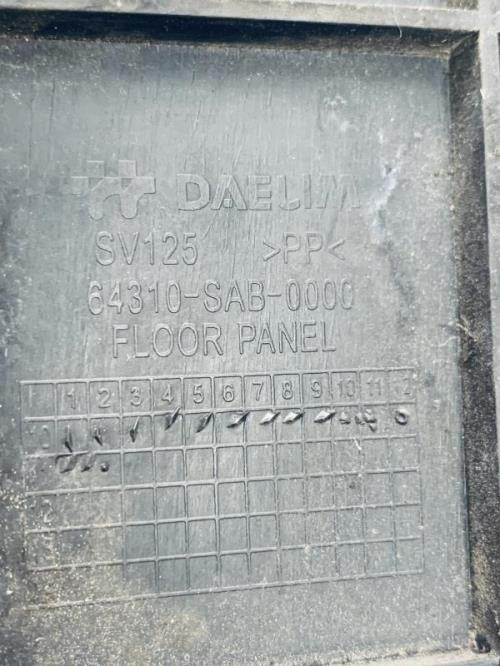 DAELIM
SV125 >PP<
64310-SAB-0000
FLOOR PANEL
1 2 3 4 5 6 7 8 9 10 11 12